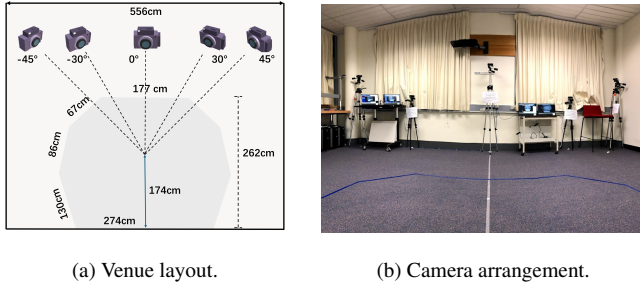 556cm
-45° -30° 0° 30° 45°
177 cm
67cm
86cm
262cm
130cm
174cm
274cm
(a) Venue layout.
(b) Camera arrangement.